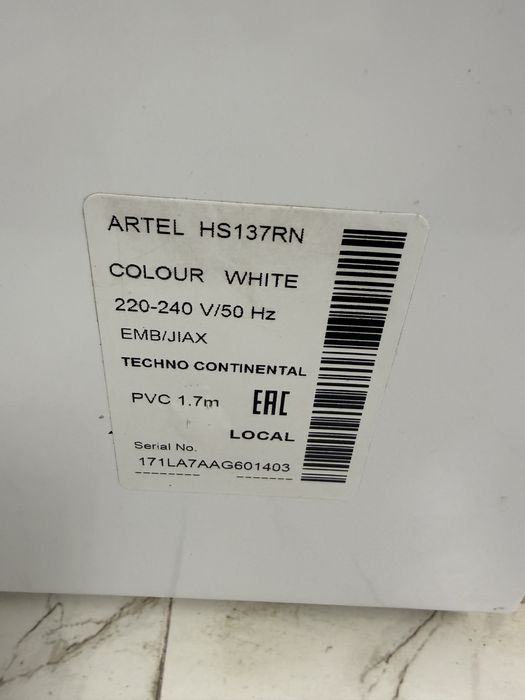 ARTEL HS137RN
COLOUR WHITE
220-240 V/50 Hz
EMB/JIAX
TECHNO CONTINENTAL
PVC 1.7m EAC
LOCAL
Serial No.
171LA7AAG601403